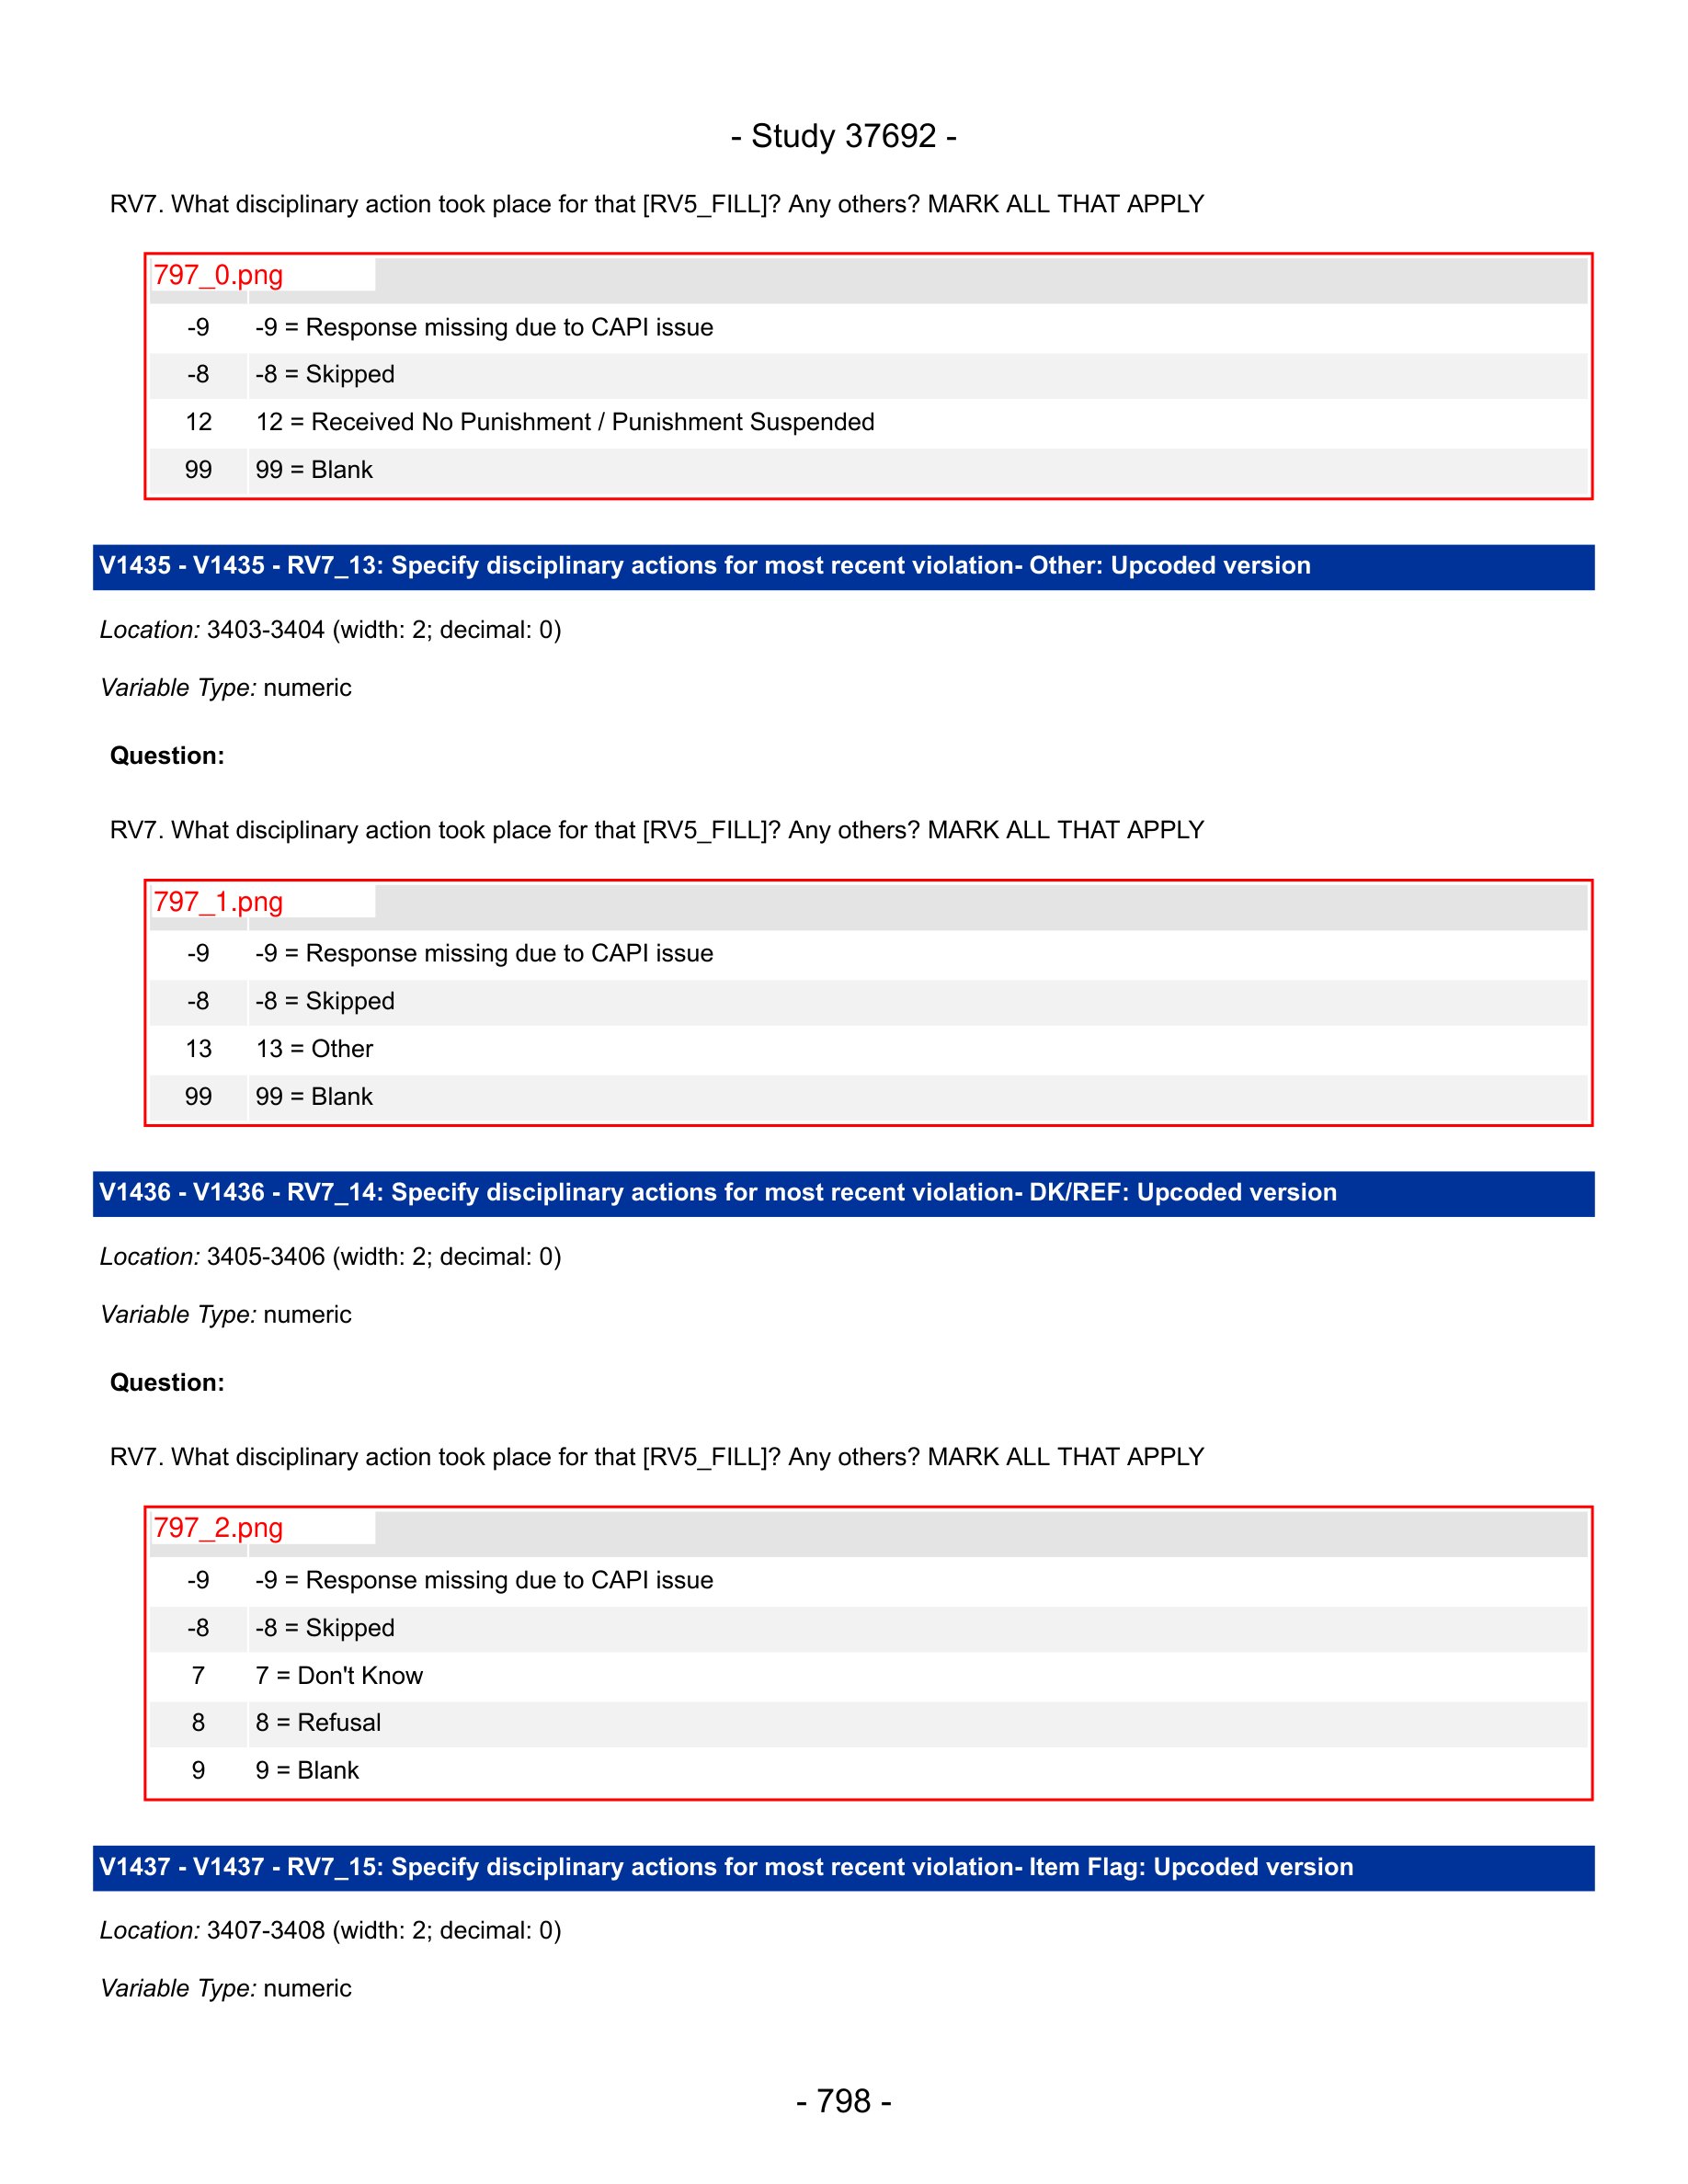 - Study 37692 -
RV7. What disciplinary action took place for that [RV5_FILL]? Any others? MARK ALL THAT APPLY
797_0.png
-9 -9 = Response missing due to CAPI issue
-8 -8 = Skipped
12 12 = Received No Punishment / Punishment Suspended
99 99 = Blank
V1435 - V1435 - RV7_13: Specify disciplinary actions for most recent violation- Other: Upcoded version
Location: 3403-3404 (width: 2; decimal: 0)
Variable Type: numeric
Question:
RV7. What disciplinary action took place for that [RV5_FILL]? Any others? MARK ALL THAT APPLY
797_1.png
-9 -9 = Response missing due to CAPI issue
-8 -8 = Skipped
13 13 = Other
99 99 = Blank
V1436 - V1436 - RV7_14: Specify disciplinary actions for most recent violation- DK/REF: Upcoded version
Location: 3405-3406 (width: 2; decimal: 0)
Variable Type: numeric
Question:
RV7. What disciplinary action took place for that [RV5_FILL]? Any others? MARK ALL THAT APPLY
797_2.png
-9 -9 = Response missing due to CAPI issue
-8 -8 = Skipped
7 7 = Don't Know
8 8 = Refusal
9 9 = Blank
V1437 - V1437 - RV7_15: Specify disciplinary actions for most recent violation- Item Flag: Upcoded version
Location: 3407-3408 (width: 2; decimal: 0)
Variable Type: numeric
- 798 -